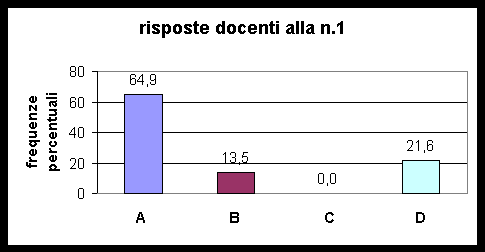 risposte docenti alla n.1
frequenze
percentuali
80
60
40
20
0
64,9
13,5
0,0
21,6
A B C D